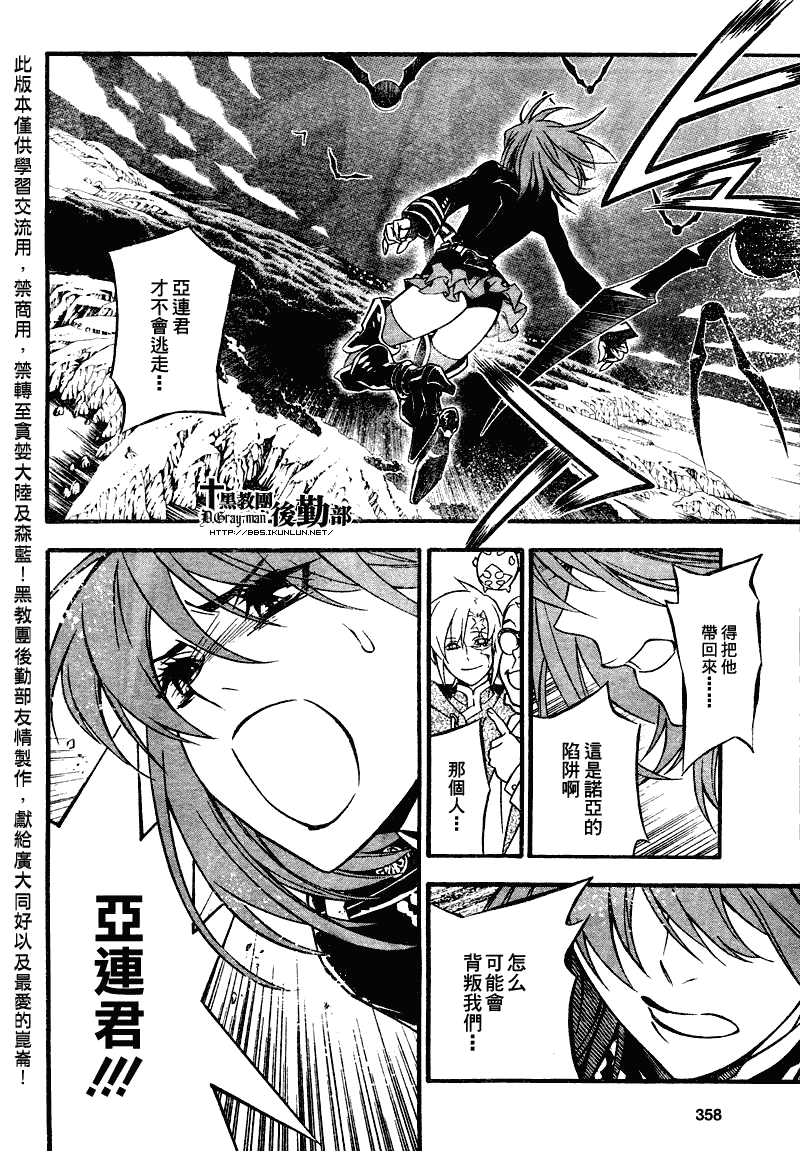 此版本僅供學習交流用，禁商用，禁轉至貪婪大陸及森藍！黑教團後勤部友情製作，獻給廣大同好以及最愛的崑崙！
亞連君
才不會逃走…
黑教團
D.Gray-man 後勤部
HTTP://BBS.IKUNLUN.NET/
得把他
帶回來……
這是諾亞的
陷阱啊
那個人…
怎么
可能會
背叛我們…
亞連君!!!
358